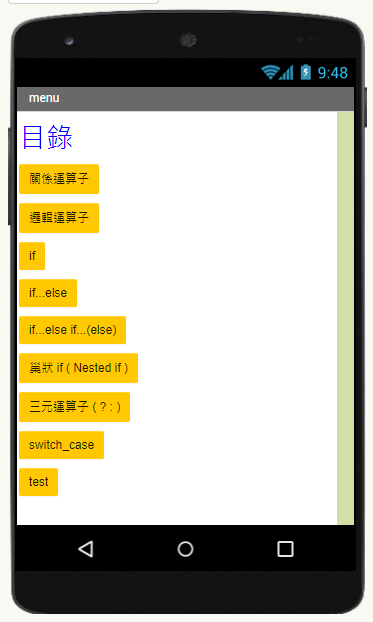 9:48
menu
目錄
關係運算子
邏輯運算子
if
if...else
if...else if...(else)
巢狀 if ( Nested if )
三元運算子 ( ? : )
switch_case
test